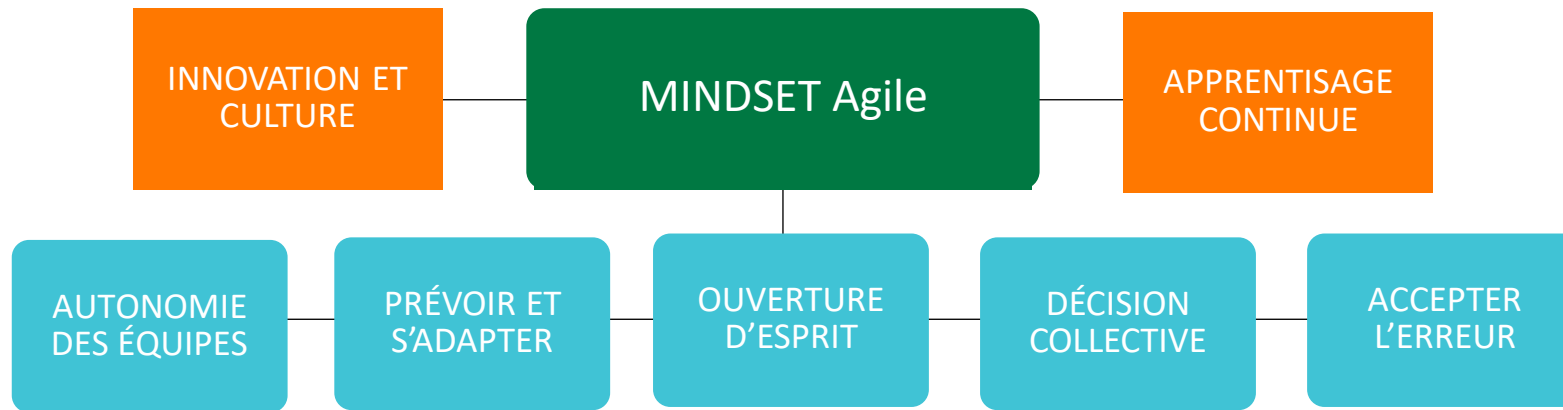 INNOVATION ET
CULTURE
MINDSET Agile
APPRENTISAGE
CONTINUE
AUTONOMIE
DES ÉQUIPES
PRÉVOIR ET
S’ADAPTER
OUVERTURE
D’ESPRIT
DÉCISION
COLLECTIVE
ACCEPTER
L’ERREUR